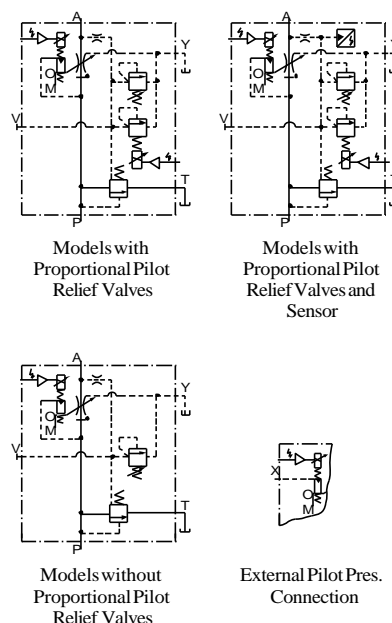 A
Y
O
M
V
T
P
Models with
Proportional Pilot
Relief Valves
A
Y
O
M
V
T
P
Models with
Proportional Pilot
Relief Valves and
Sensor
A
Y
O
M
V
T
P
Models without
Proportional Pilot
Relief Valves
X
O
M
External Pilot Pres.
Connection